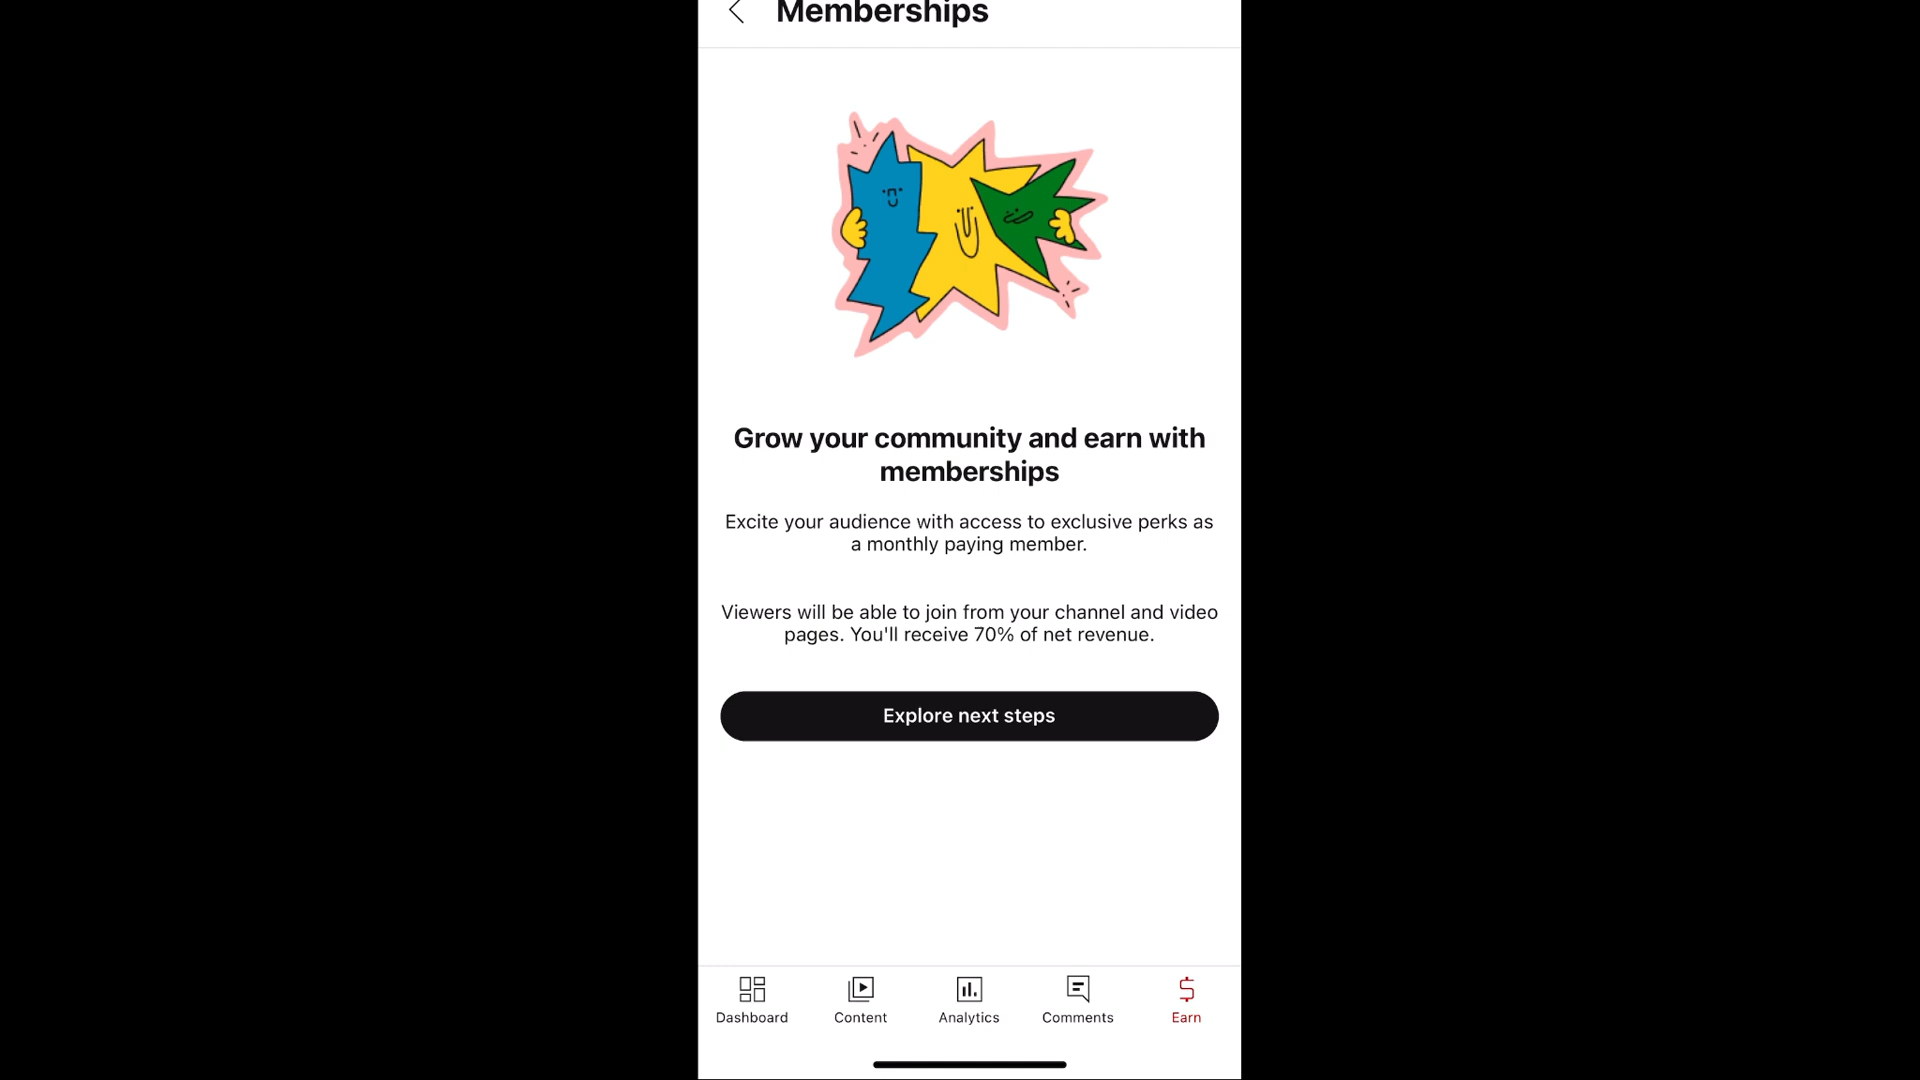 Memberships
Grow your community and earn with
memberships
Excite your audience with access to exclusive perks as
a monthly paying member.
Viewers will be able to join from your channel and video
pages. You'll receive 70% of net revenue.
Explore next steps
Dashboard
Content
Analytics
Comments
Earn